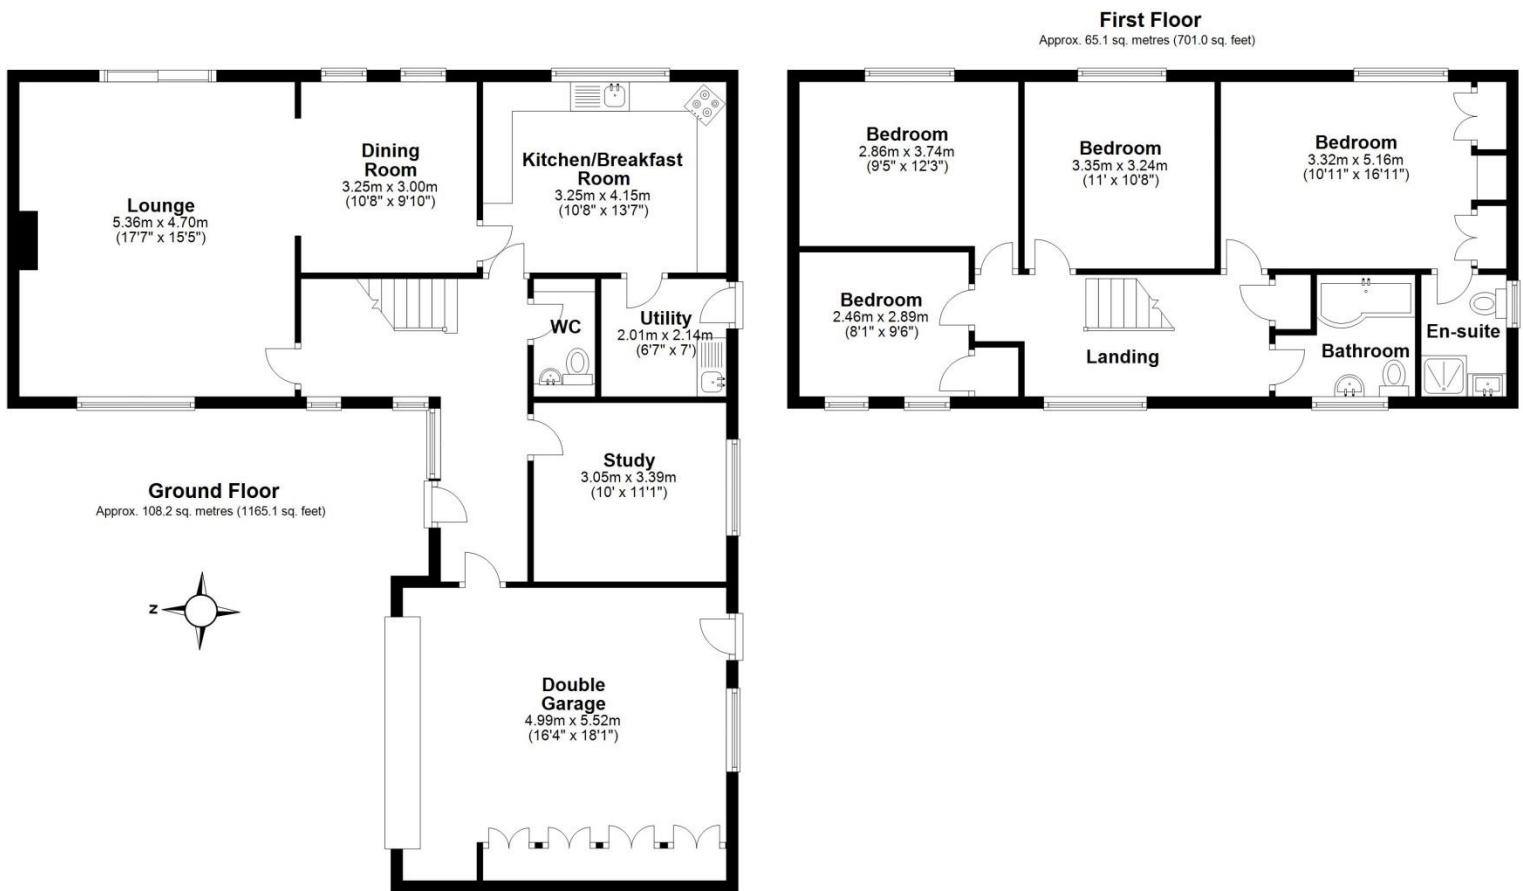 First Floor
Approx. 65.1 sq. metres (701.0 sq. feet)
Lounge
5.36m x 4.70m
(17'7" x 15'5")
Dining
Room
3.25m x 3.00m
(10'8" x 9'10")
Kitchen/Breakfast
Room
3.25m x 4.15m
(10'8" x 13'7")
WC
Utility
2.01m x 2.14m
(6'7" x 7')
Study
3.05m x 3.39m
(10' x 11'1")
Ground Floor
Approx. 108.2 sq. metres (1165.1 sq. feet)
N
Double
Garage
4.99m x 5.52m
(16'4" x 18'1")
Bedroom
2.86m x 3.74m
(9'5" x 12'3")
Bedroom
3.35m x 3.24m
(11' x 10'8")
Bedroom
3.32m x 5.16m
(10'11" x 16'11")
Bedroom
2.46m x 2.89m
(8'1" x 9'6")
Landing
Bathroom
En-suite